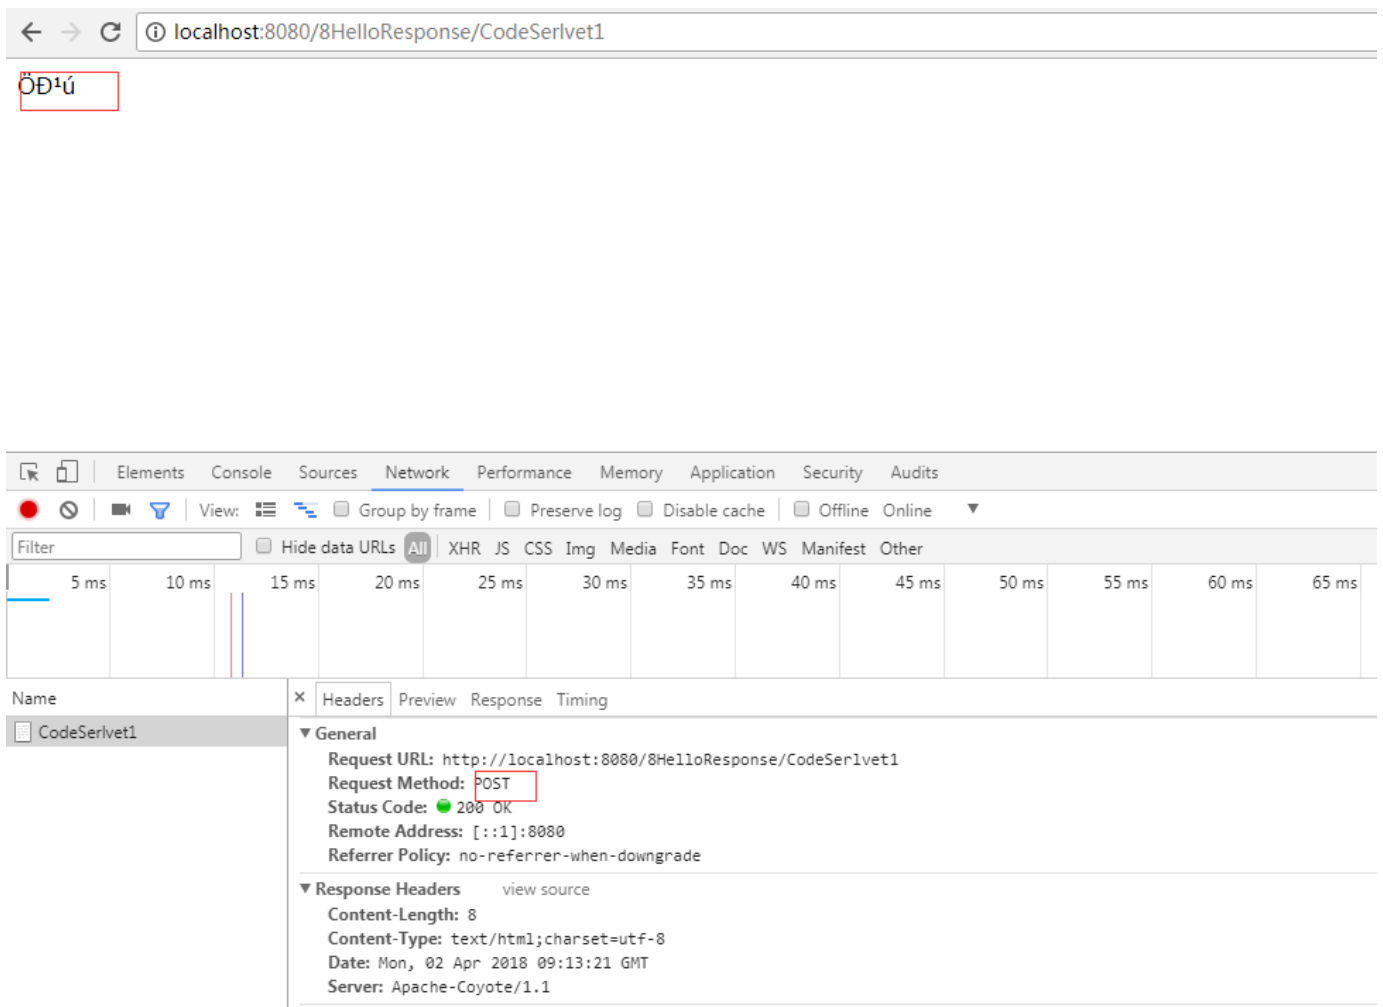 localhost:8080/8HelloResponse/CodeSerlvet1
ÖÐ¹ú
Elements Console Sources Network Performance Memory Application Security Audits
View: Group by frame Preserve log Disable cache Offline Online
Filter Hide data URLs All XHR JS CSS Img Media Font Doc WS Manifest Other
5 ms 10 ms 15 ms 20 ms 25 ms 30 ms 35 ms 40 ms 45 ms 50 ms 55 ms 60 ms 65 ms
Name × Headers Preview Response Timing
CodeSerlvet1
General
Request URL: http://localhost:8080/8HelloResponse/CodeSerlvet1
Request Method: POST
Status Code: 200 OK
Remote Address: [::1]:8080
Referrer Policy: no-referrer-when-downgrade
Response Headers view source
Content-Length: 8
Content-Type: text/html;charset=utf-8
Date: Mon, 02 Apr 2018 09:13:21 GMT
Server: Apache-Coyote/1.1